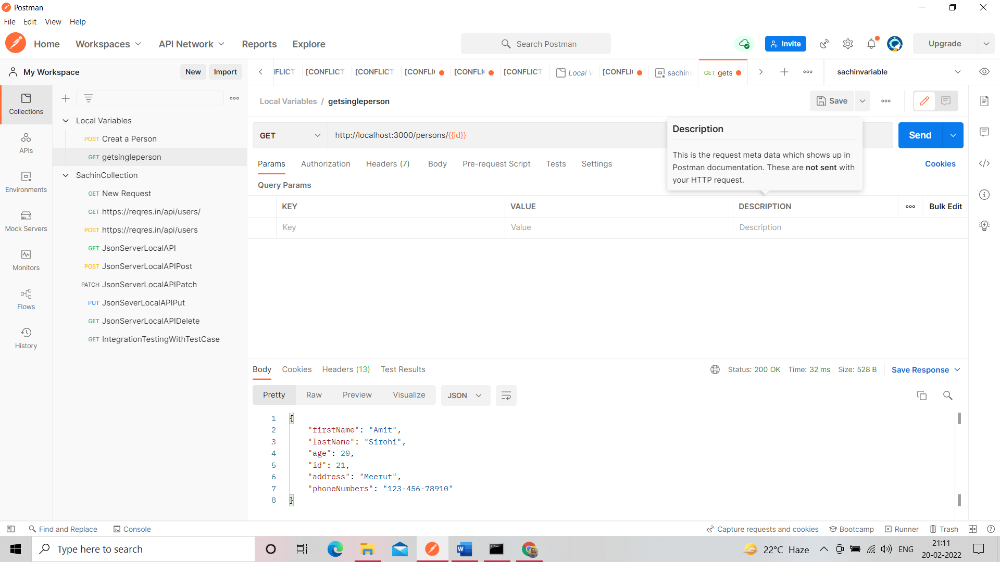 Postman
File Edit View Help
Home Workspaces API Network Reports Explore Search Postman Invite Upgrade
My Workspace New Import [CONFLICT [CONFLICT [CONFLI [CONFLI [CONFLICT Local V [CONFLI sachinv GET gets sachinvariable
Collections
APIs
Environments
Mock Servers
Monitors
Flows
History
Local Variables
POST Creat a Person
GET getsingleperson
SachinCollection
GET New Request
GET https://reqres.in/api/users/
POST https://reqres.in/api/users
GET JsonServerLocalAPI
POST JsonServerLocalAPIPost
PATCH JsonServerLocalAPIPatch
PUT JsonSeverLocalAPIPut
GET JsonServerLocalAPIDelete
GET IntegrationTestingWithTestCase
Local Variables / getsingleperson Save
GET http://localhost:3000/persons/{{id}} Send
Description
This is the request meta data which shows up in
Postman documentation. These are not sent with
your HTTP request.
Params Authorization Headers (7) Body Pre-request Script Tests Settings Cookies
Query Params
KEY VALUE DESCRIPTION Bulk Edit
Key Value Description
Body Cookies Headers (13) Test Results Status: 200 OK Time: 32 ms Size: 528 B Save Response
Pretty Raw Preview Visualize JSON
1 {
2 "firstName": "Amit",
3 "lastName": "Sirohi",
4 "age": 20,
5 "id": 21,
6 "address": "Meerut",
7 "phoneNumbers": "123-456-78910"
8 }
Find and Replace Console Capture requests and cookies Bootcamp Runner Trash
Type here to search 22°C Haze ENG 21:11
20-02-2022